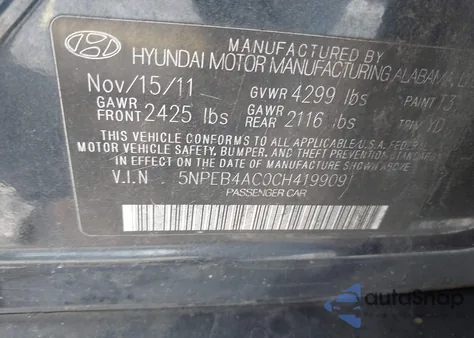 MANUFACTURED BY
HYUNDAI MOTOR MANUFACTURING ALABAMA, L
Nov/15/11 GVWR 4299 lbs PAINT T3
GAWR FRONT 2425 lbs GAWR REAR 2116 lbs TRIM
THIS VEHICLE CONFORMS TO ALL APPLICABLE U.S.A. FEDE
MOTOR VEHICLE SAFETY, BUMPER, AND THEFT PREVENTION
STANDARDS IN EFFECT ON THE DATE OF MANUFACTURE SHOWN ABOVE.
V.I.N 5NPEB4AC0CH419909
PASSENGER CAR
autoSnap